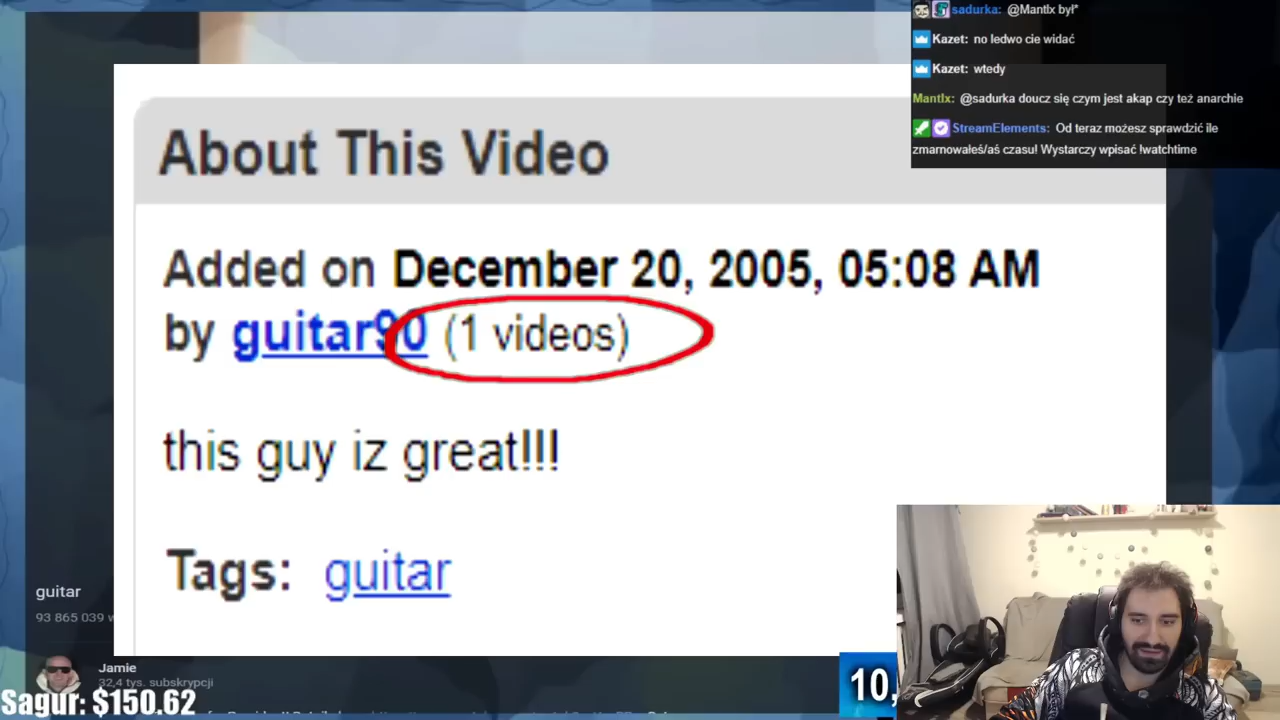 sadurka: @Mantlx był*
Kazet: no ledwo cie widać
Kazet: wtedy
Mantlx: @sadurka doucz się czym jest akap czy też anarchie
StreamElements: Od teraz możesz sprawdzić ile
zmarnowałeś/aś czasu! Wystarczy wpisać !watchtime
About This Video
Added on December 20, 2005, 05:08 AM
by guitar90 (1 videos)
this guy iz great!!!
Tags: guitar
guitar
93 865 039 w
Jamie
32,4 tys. subskrypcji
Sagur: $150.62
10,